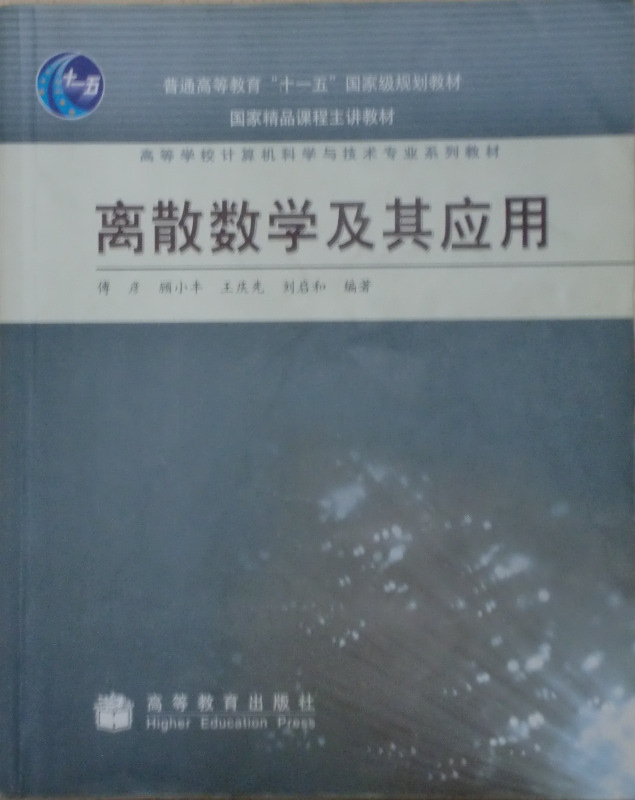 十一五
普通高等教育“十一五”国家级规划教材
国家精品课程主讲教材
高等学校计算机科学与技术专业系列教材
离散数学及其应用
傅 彦 顾小丰 王庆先 刘启和 编著
高等教育出版社
Higher Education Press